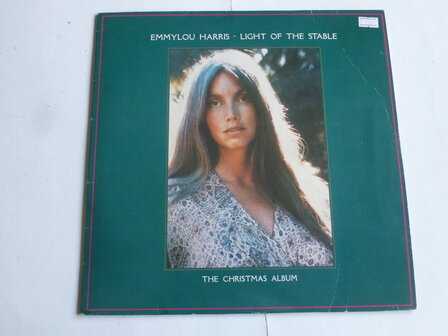 EMMYLOU HARRIS - LIGHT OF THE STABLE
THE CHRISTMAS ALBUM